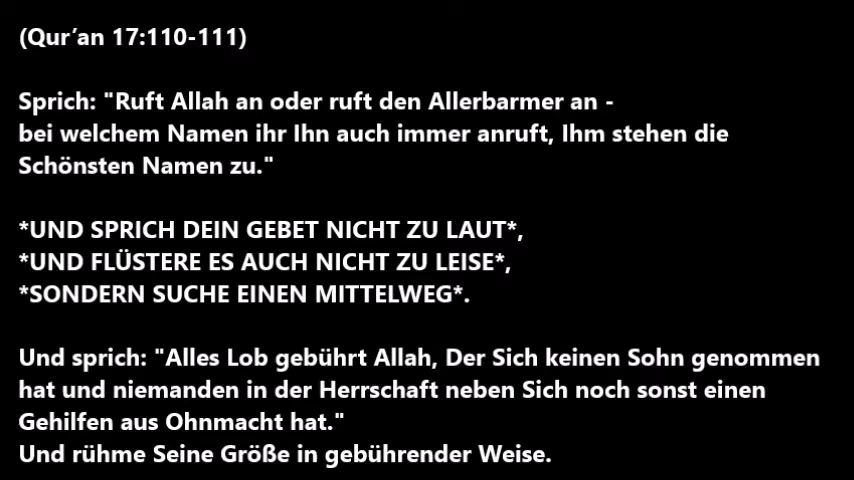 (Qur’an 17:110-111)
Sprich: "Ruft Allah an oder ruft den Allerbarmer an -
bei welchem Namen ihr Ihn auch immer anruft, Ihm stehen die
Schönsten Namen zu."
*UND SPRICH DEIN GEBET NICHT ZU LAUT*,
*UND FLÜSTERE ES AUCH NICHT ZU LEISE*,
*SONDERN SUCHE EINEN MITTELWEG*.
Und sprich: "Alles Lob gebührt Allah, Der Sich keinen Sohn genommen
hat und niemanden in der Herrschaft neben Sich noch sonst einen
Gehilfen aus Ohnmacht hat."
Und rühme Seine Größe in gebührender Weise.